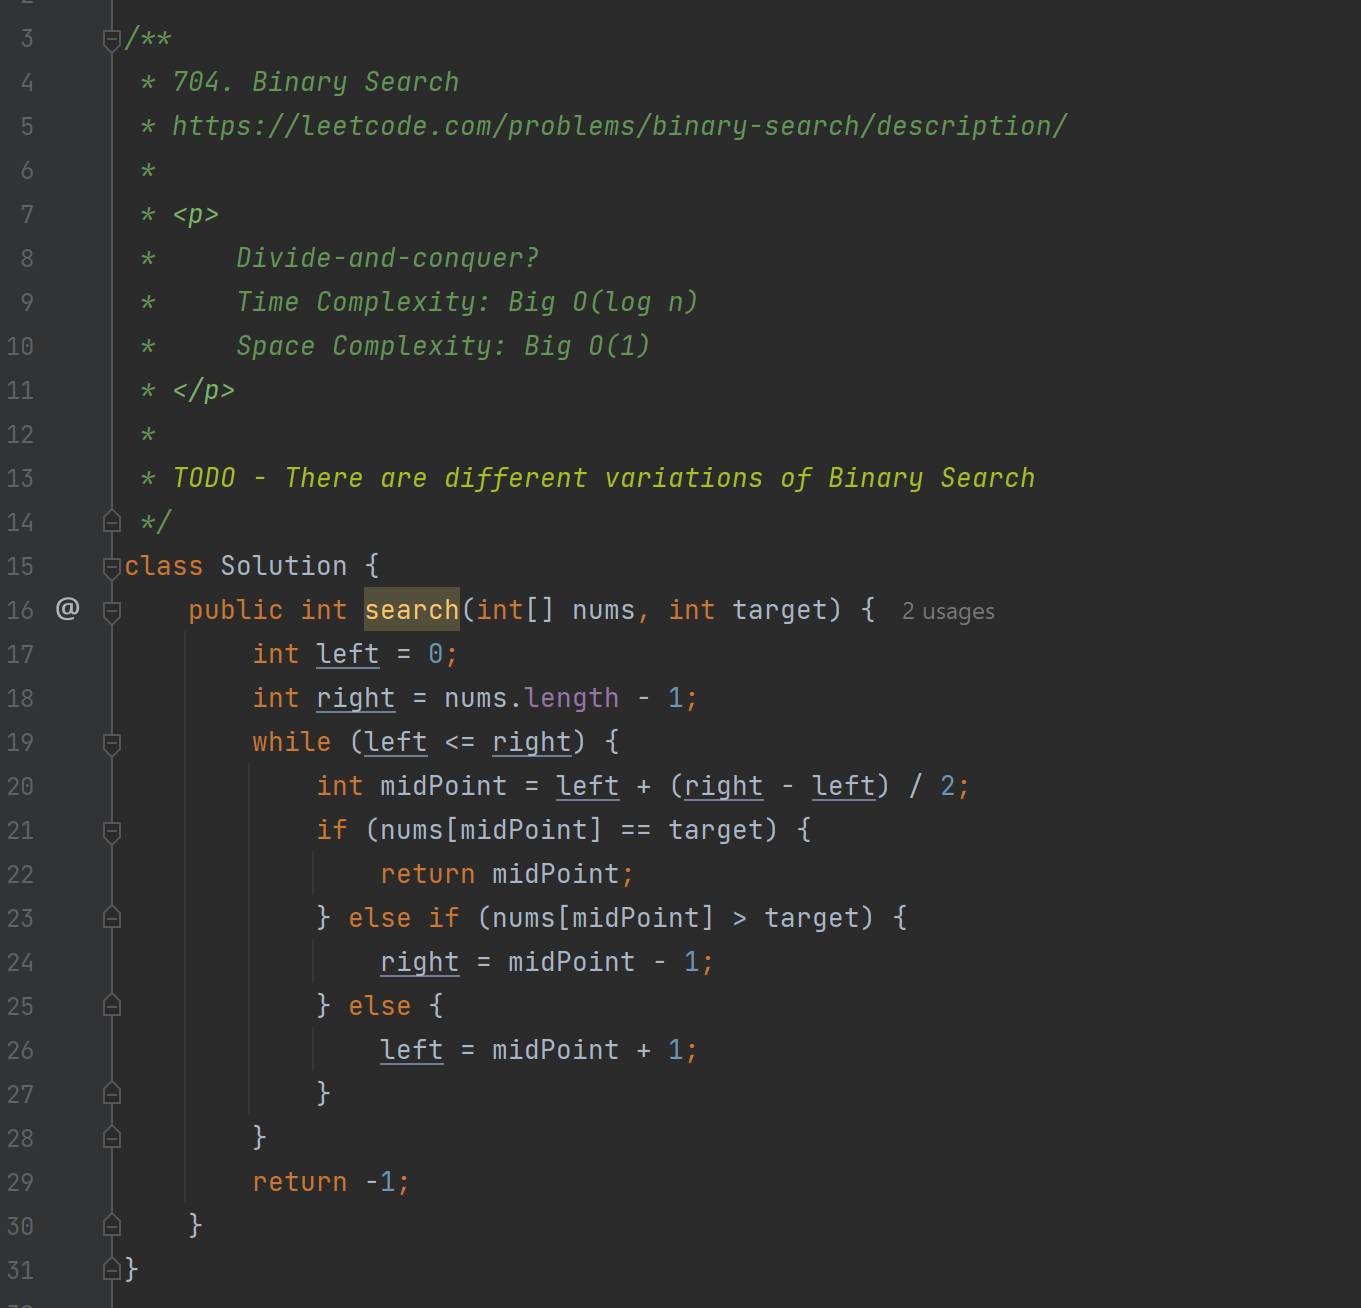 3 /**
4  * 704. Binary Search
5  * https://leetcode.com/problems/binary-search/description/
6  *
7  * <p>
8  *     Divide-and-conquer?
9  *     Time Complexity: Big O(log n)
10  *     Space Complexity: Big O(1)
11  * </p>
12  *
13  * TODO - There are different variations of Binary Search
14  */
15 class Solution {
16 @     public int search(int[] nums, int target) {  2 usages
17         int left = 0;
18         int right = nums.length - 1;
19         while (left <= right) {
20             int midPoint = left + (right - left) / 2;
21             if (nums[midPoint] == target) {
22                 return midPoint;
23             } else if (nums[midPoint] > target) {
24                 right = midPoint - 1;
25             } else {
26                 left = midPoint + 1;
27             }
28         }
29         return -1;
30     }
31 }